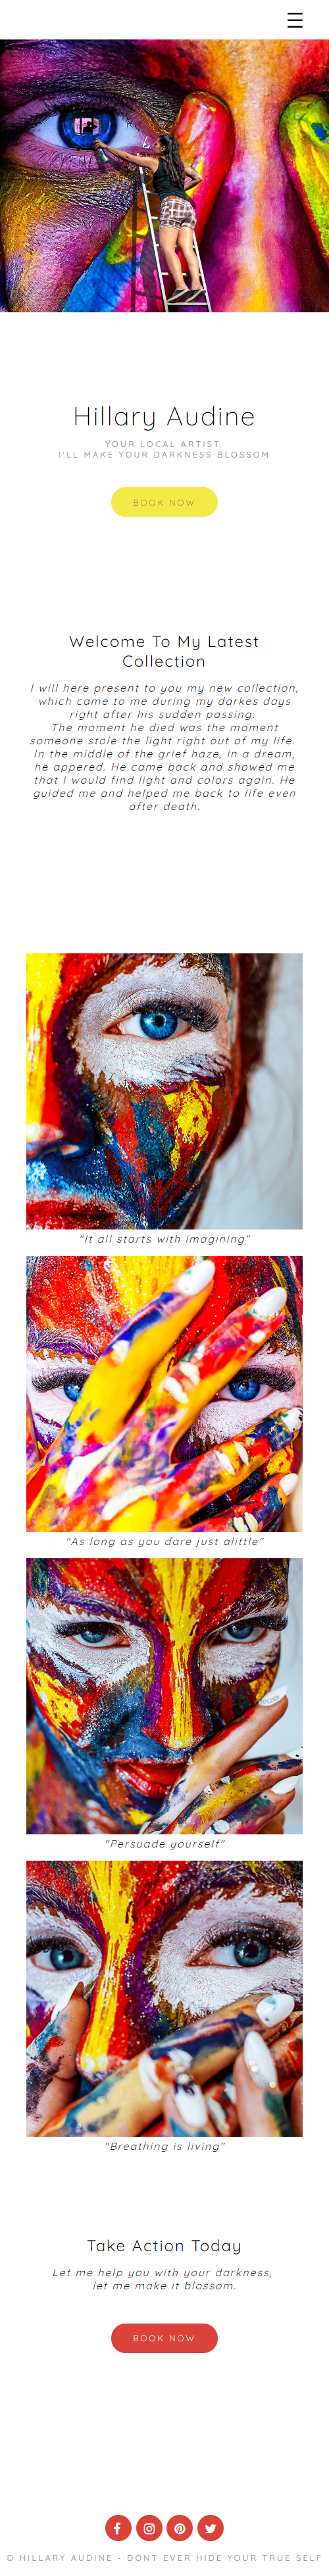 Hillary Audine
YOUR LOCAL ARTIST.
I'LL MAKE YOUR DARKNESS BLOSSOM
BOOK NOW
Welcome To My Latest
Collection
I will here present to you my new collection,
which came to me during my darkes days
right after his sudden passing.
The moment he died was the moment
someone stole the light right out of my life.
In the middle of the grief haze, in a dream,
he appered. He came back and showed me
that I would find light and colors again. He
guided me and helped me back to life even
after death.
"It all starts with imagining"
"As long as you dare just alittle"
"Persuade yourself"
"Breathing is living"
Take Action Today
Let me help you with your darkness,
let me make it blossom.
BOOK NOW
© HILLARY AUDINE - DONT EVER HIDE YOUR TRUE SELF